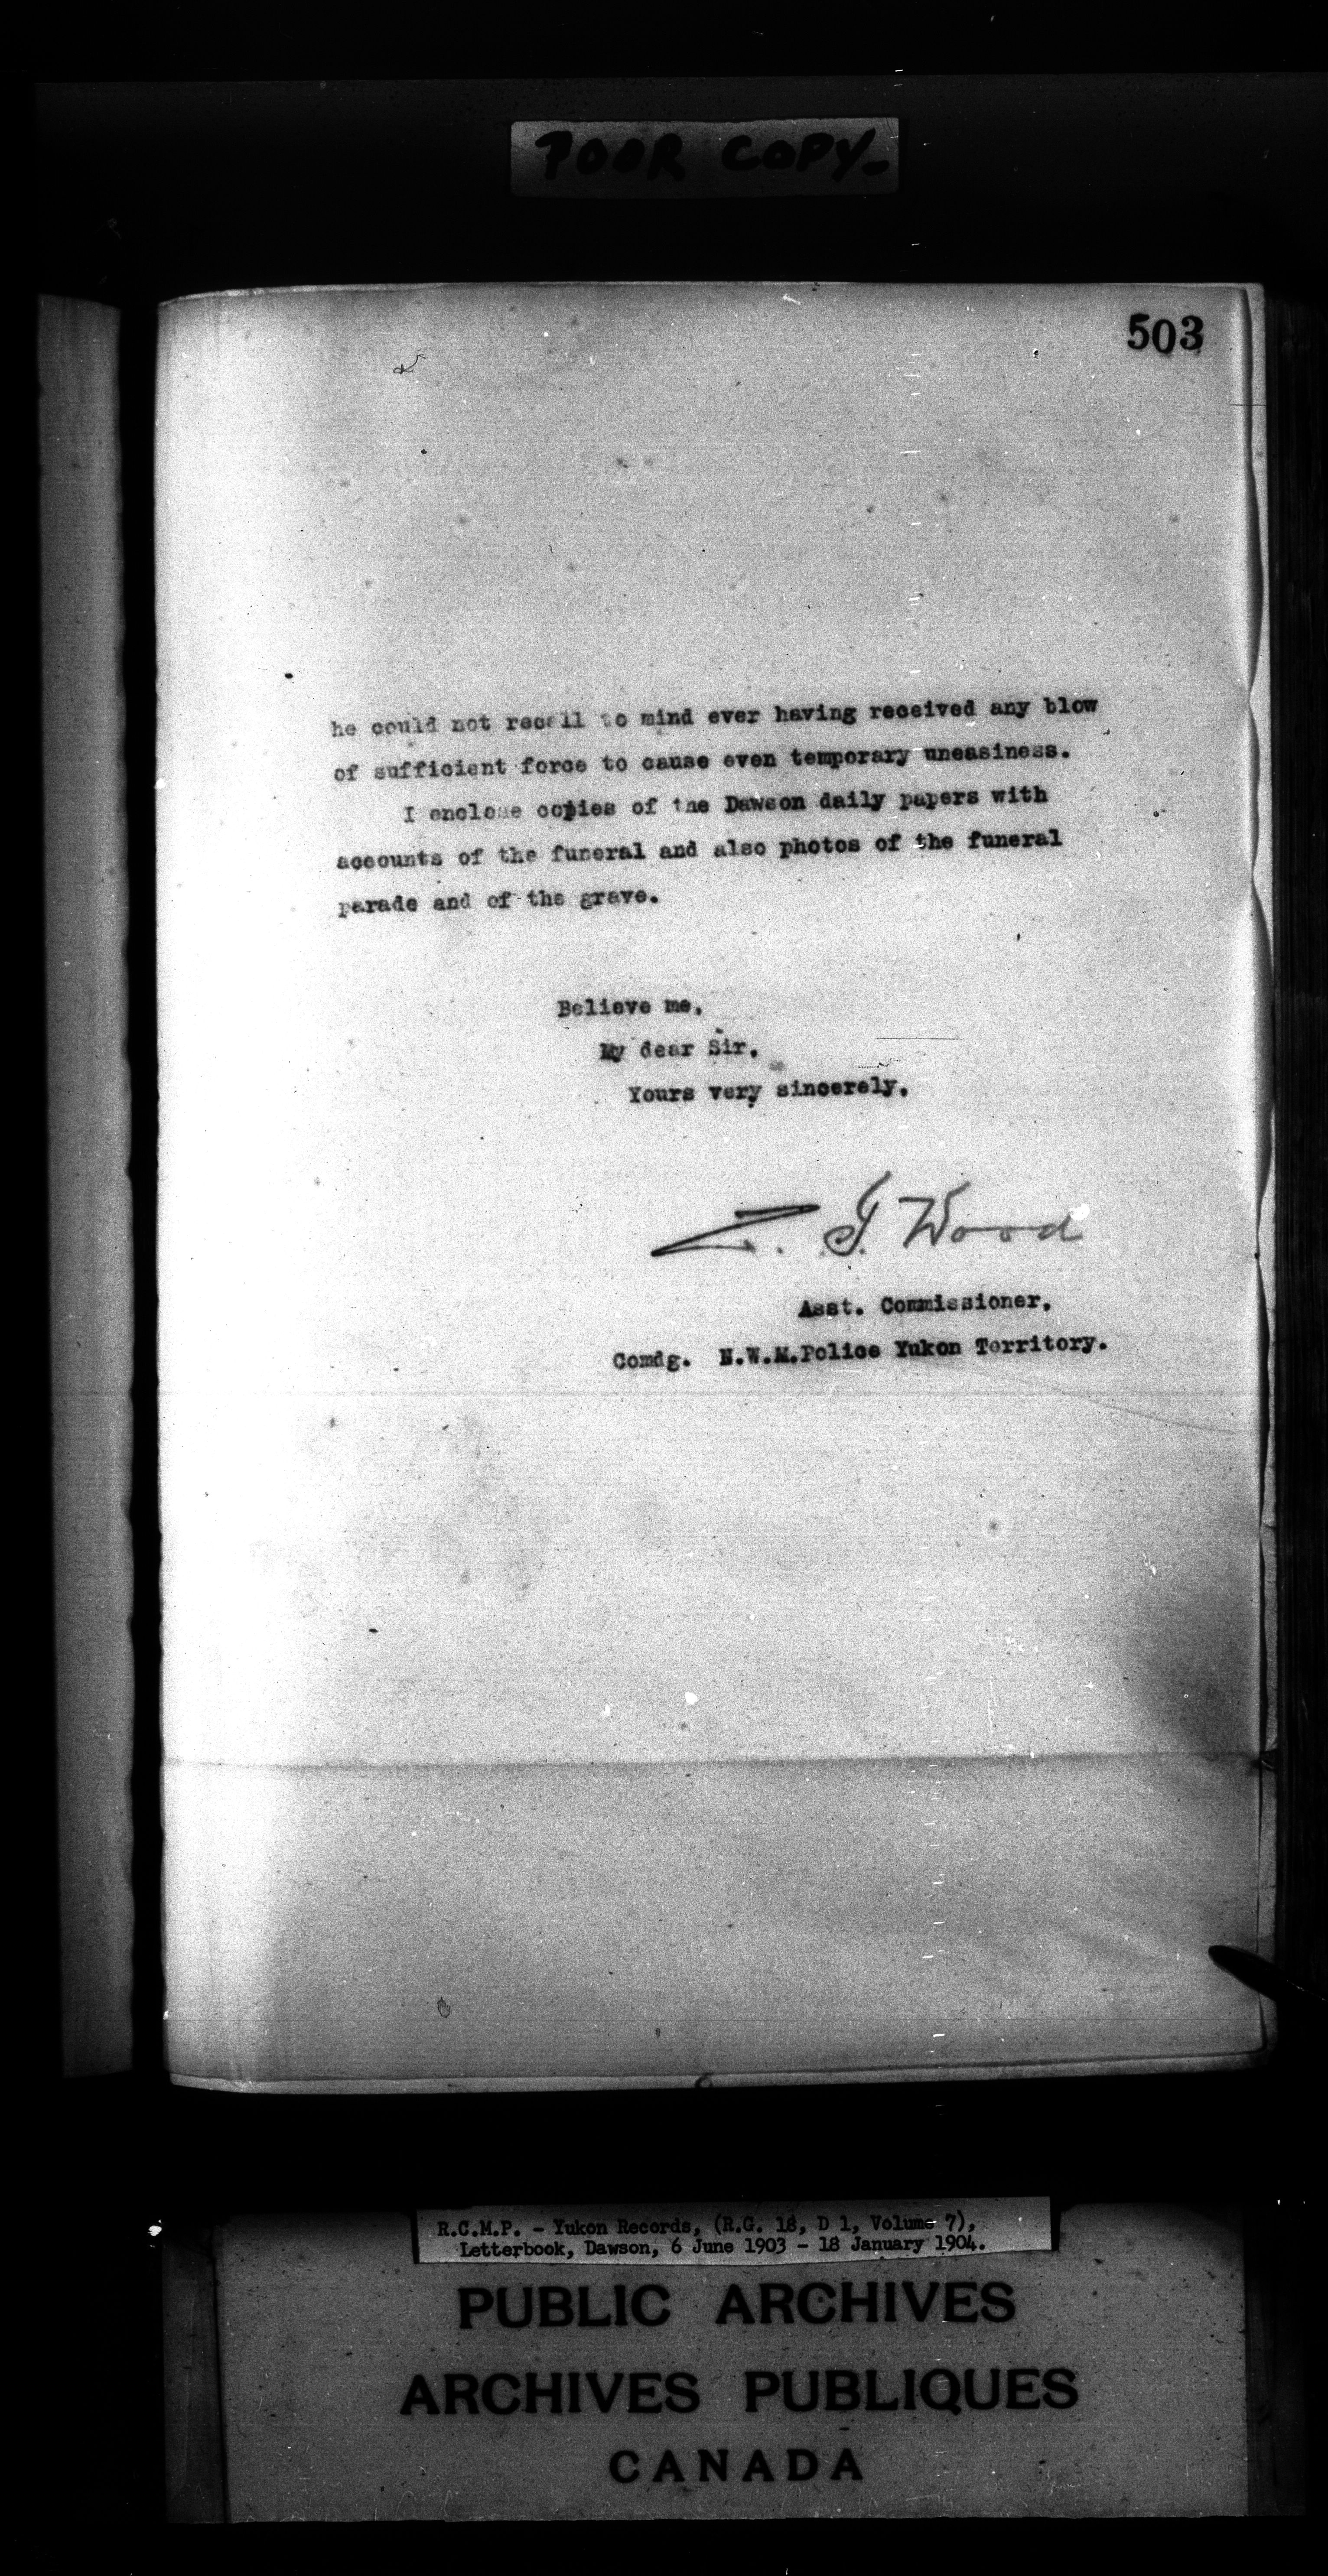 POOR COPY-
503
he could not recall to mind ever having received any blow
of sufficient force to cause even temporary uneasiness.
I enclose copies of the Dawson daily papers with
accounts of the funeral and also photos of the funeral
parade and of the grave.
Believe me,
My dear Sir,
Yours very sincerely,
Z. T. Wood
Asst. Commissioner,
Comdg. N.W.M.Police Yukon Territory.
R.C.M.P. - Yukon Records, (R.G. 18, D 1, Volume 7),
Letterbook, Dawson, 6 June 1903 - 18 January 1904.
PUBLIC ARCHIVES
ARCHIVES PUBLIQUES
CANADA